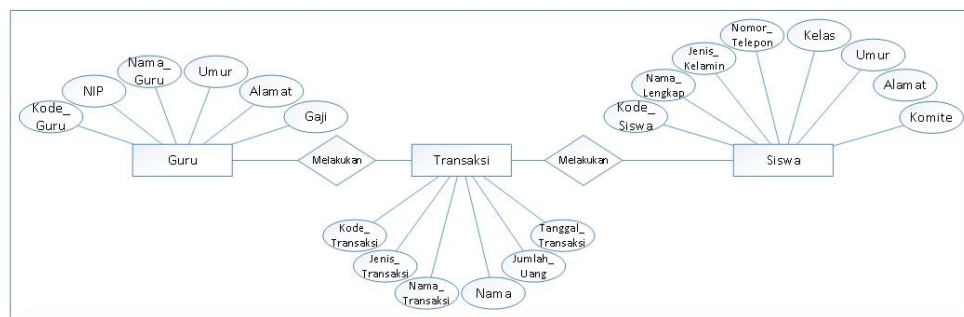 Kode_
Guru
NIP
Nama_
Guru
Umur
Alamat
Gaji
Guru
Melakukan
Transaksi
Melakukan
Siswa
Kode_
Siswa
Nama_
Lengkap
Jenis_
Kelamin
Nomor_
Telepon
Kelas
Umur
Alamat
Komite
Kode_
Transaksi
Jenis_
Transaksi
Nama_
Transaksi
Nama
Jumlah_
Uang
Tanggal_
Transaksi